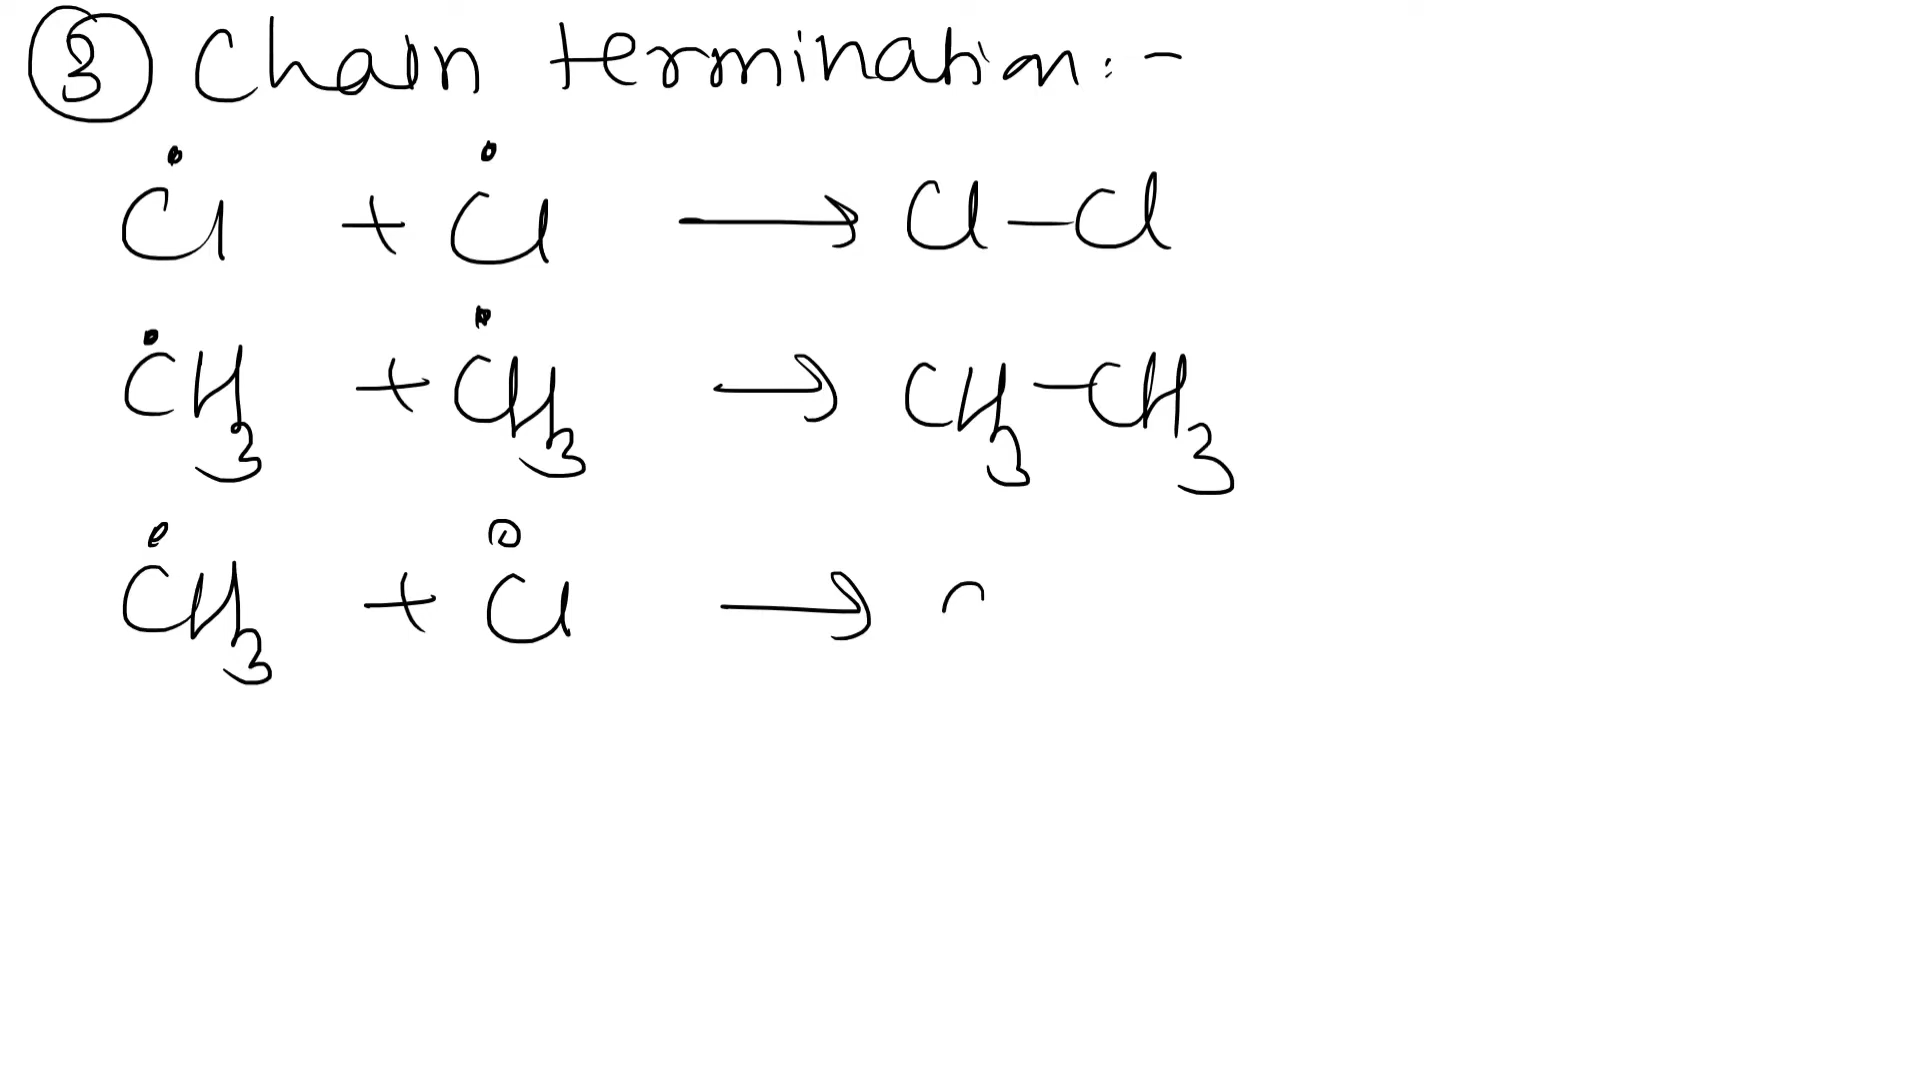 ③ Chain termination :-
Ċl + Ċl → Cl-Cl
ĊH₃ + ĊH₃ → CH₃-CH₃
ĊH₃ + Ċl →